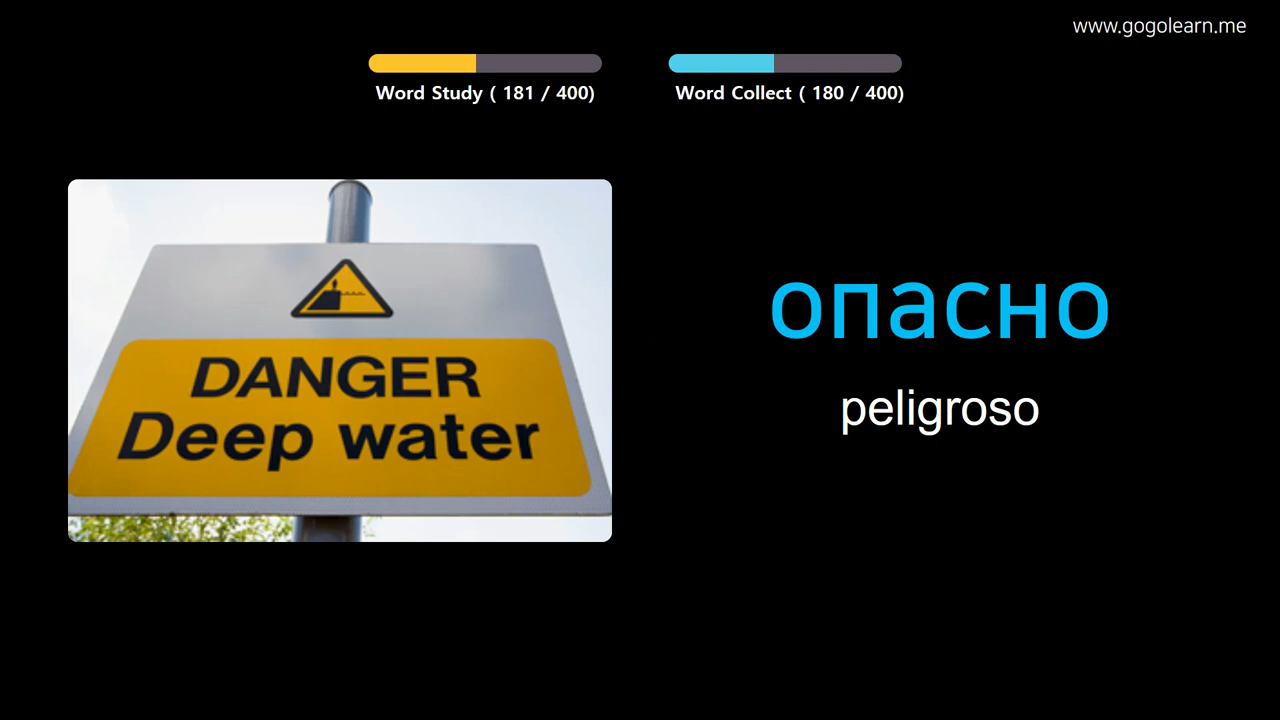 www.gogolearn.me
Word Study ( 181 / 400)
Word Collect ( 180 / 400)
DANGER
Deep water
опасно
peligroso